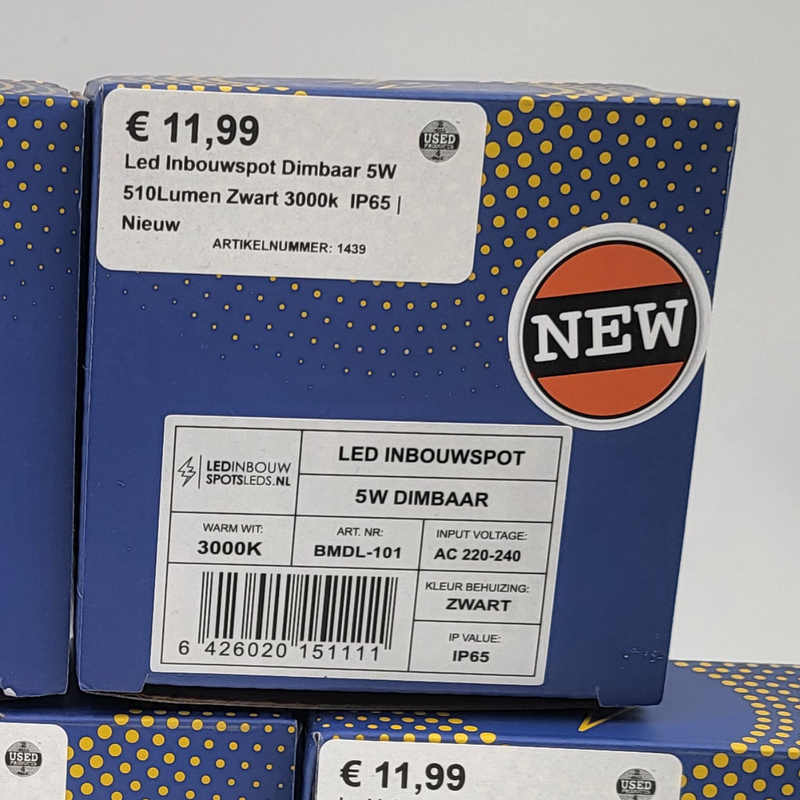 € 11,99
USED
PRODUCTS
Led Inbouwspot Dimbaar 5W
510Lumen Zwart 3000k IP65 |
Nieuw
ARTIKELNUMMER: 1439
NEW
LEDINBOUW
SPOTSLEDS.NL
LED INBOUWSPOT
5W DIMBAAR
WARM WIT:
3000K
ART. NR:
BMDL-101
INPUT VOLTAGE:
AC 220-240
KLEUR BEHUIZING:
ZWART
IP VALUE:
IP65
6 426020 151111
USED
€ 11,99
USED